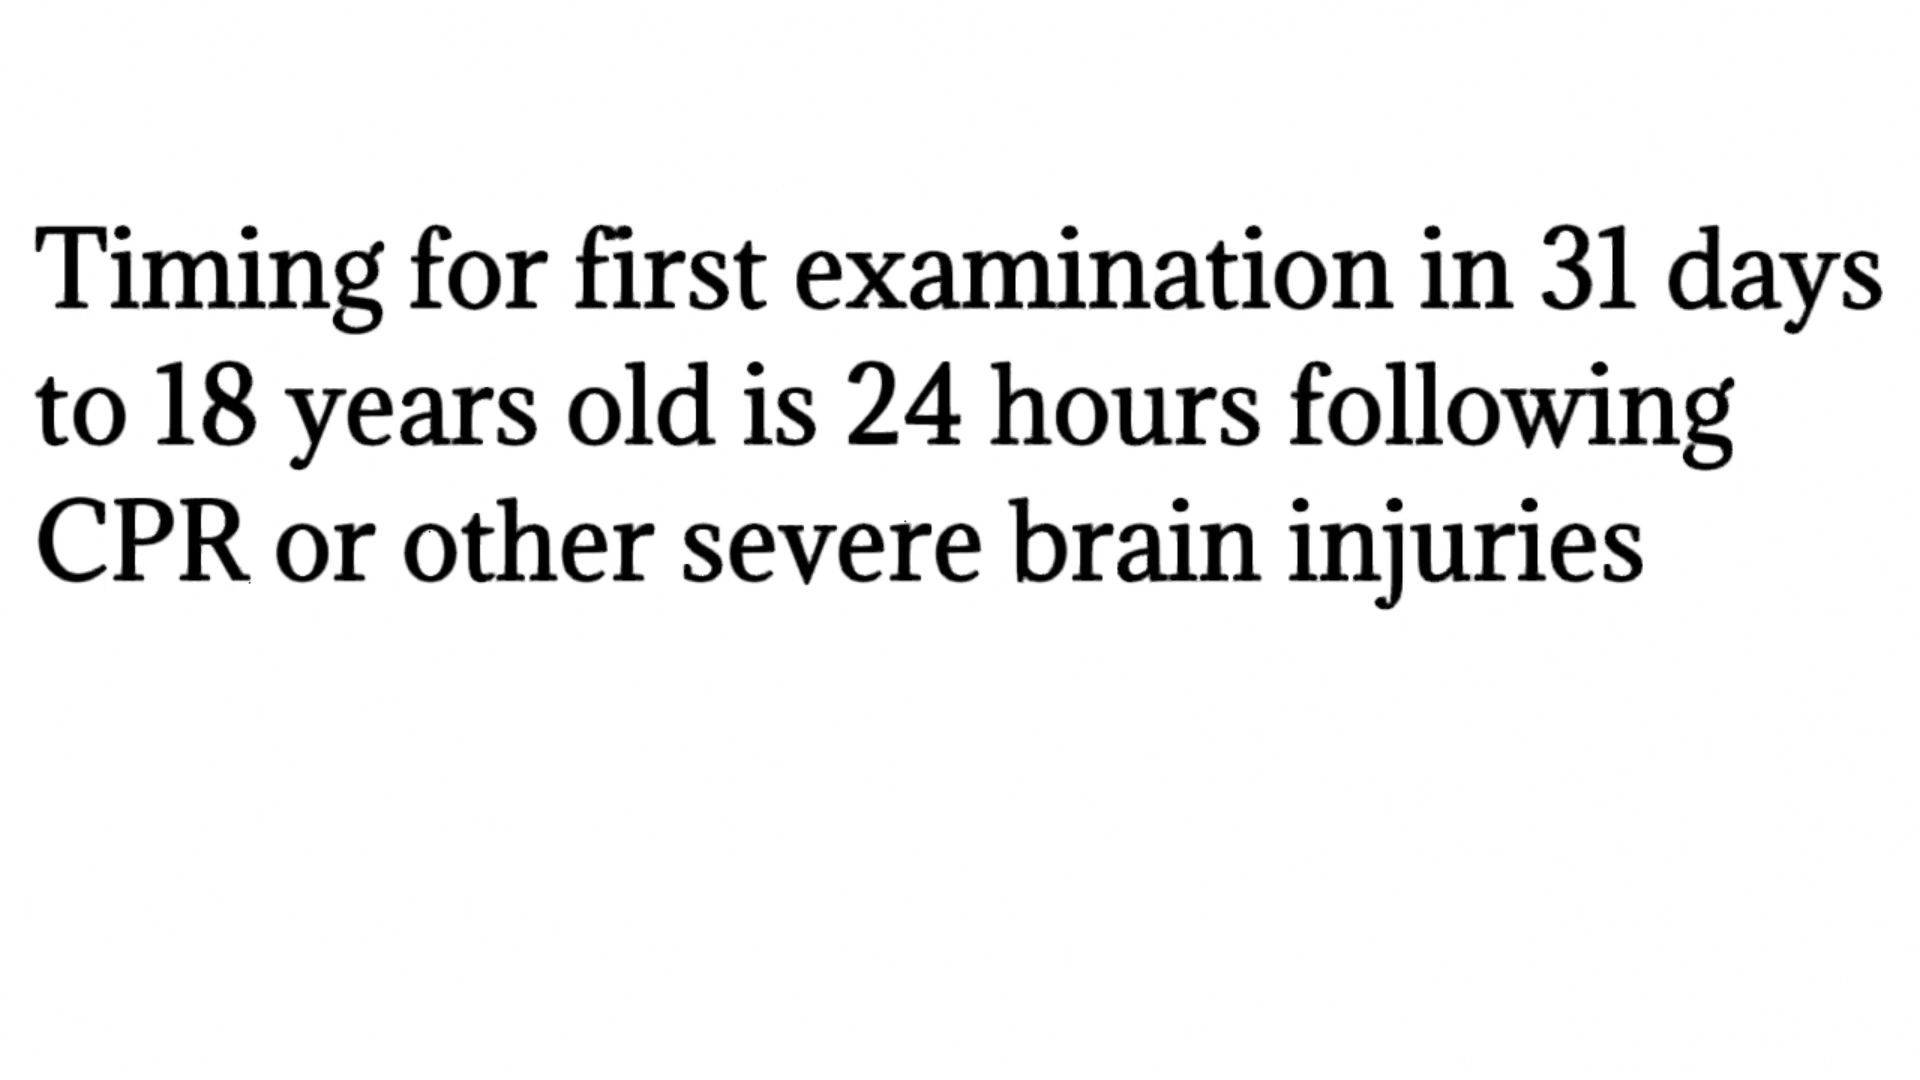 Timing for first examination in 31 days
to 18 years old is 24 hours following
CPR or other severe brain injuries